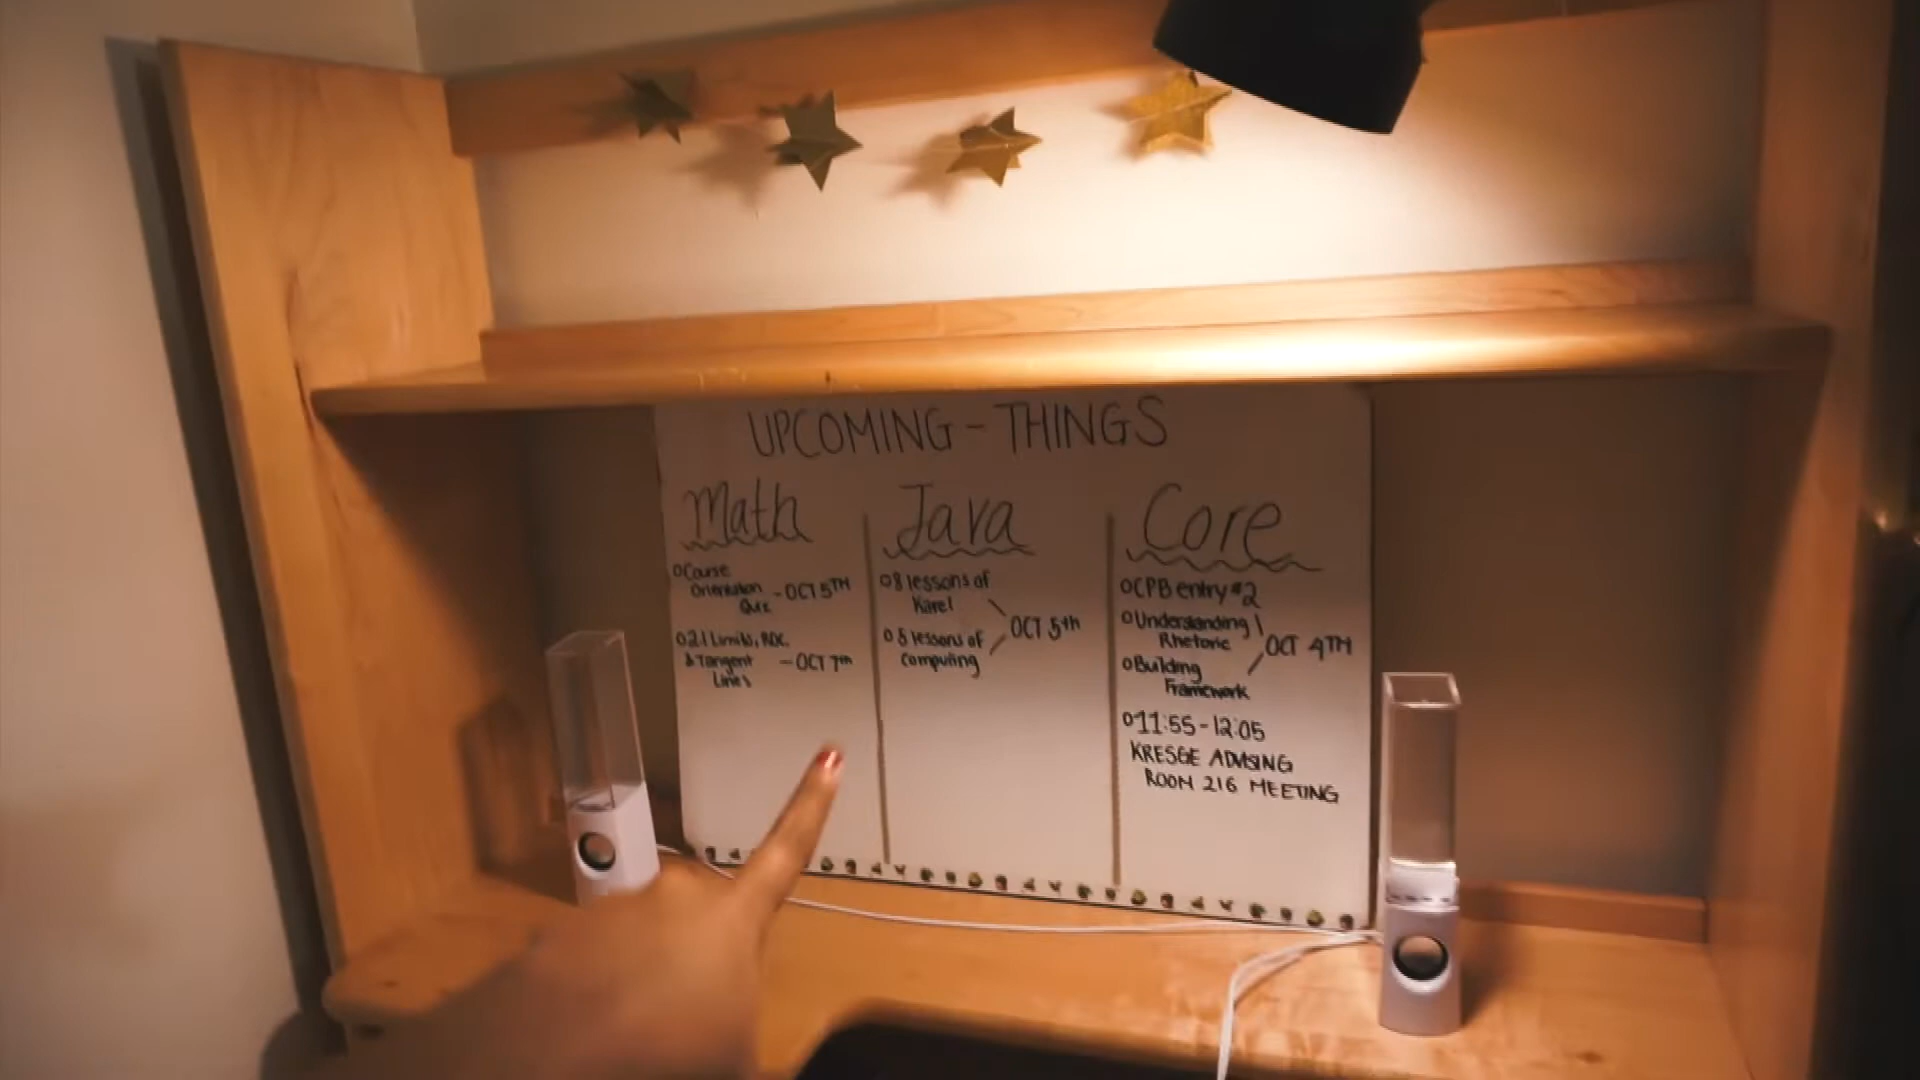 UPCOMING - THINGS
Math
o Course
Orientation - OCT 5TH
Quiz
o 2.1 Limits, ROC,
& Tangent - OCT 7th
Lines
Java
o 8 lessons of
Karel
OCT 5th
o 5 lessons of
Computing
Core
o CPB entry #2
o Understanding
Rhetoric
OCT 4TH
o Building
Framework
o 11:55 - 12:05
KRESGE ADVISING
ROOM 216 MEETING